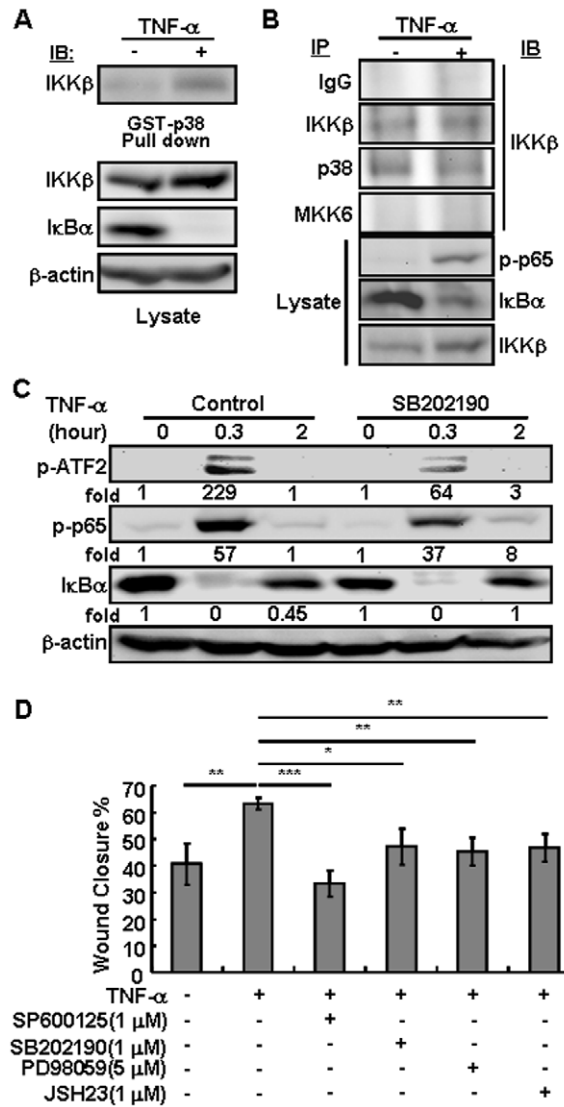 A
TNF-α
IB: - +
IKKβ
GST-p38
Pull down
IKKβ
IκBα
β-actin
Lysate
B
TNF-α
IP - + IB
IgG
IKKβ
p38
MKK6
IKKβ
Lysate
p-p65
IκBα
IKKβ
C
TNF-α Control SB202190
(hour) 0 0.3 2 0 0.3 2
p-ATF2
fold 1 229 1 1 64 3
p-p65
fold 1 57 1 1 37 8
IκBα
fold 1 0 0.45 1 0 1
β-actin
D
**
**
*
** ***
Wound Closure %
70
60
50
40
30
20
10
0
TNF-α - + + + + +
SP600125(1 μM) - - + - - -
SB202190(1 μM) - - - + - -
PD98059(5 μM) - - - - + -
JSH23(1 μM) - - - - - +